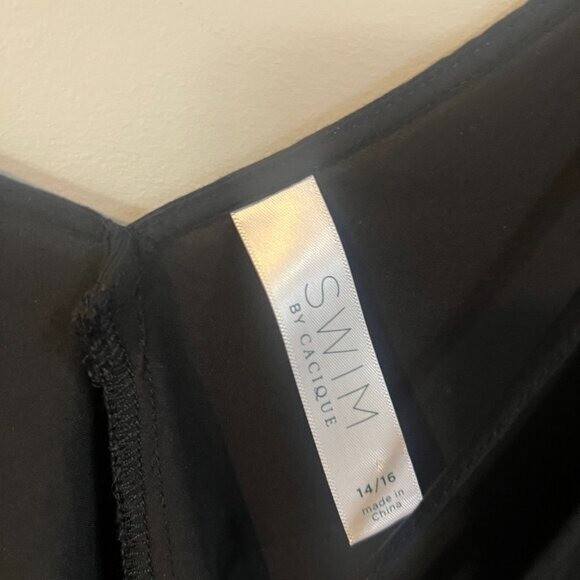 SWIM
BY CACIQUE
14/16
made in
China